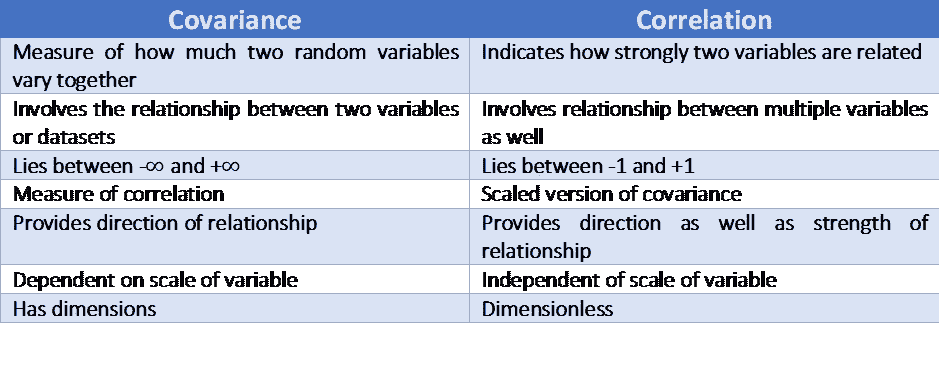 Covariance
Correlation
Measure of how much two random variables
vary together
Indicates how strongly two variables are related
Involves the relationship between two variables
or datasets
Involves relationship between multiple variables
as well
Lies between -∞ and +∞
Lies between -1 and +1
Measure of correlation
Scaled version of covariance
Provides direction of relationship
Provides direction as well as strength of
relationship
Dependent on scale of variable
Independent of scale of variable
Has dimensions
Dimensionless